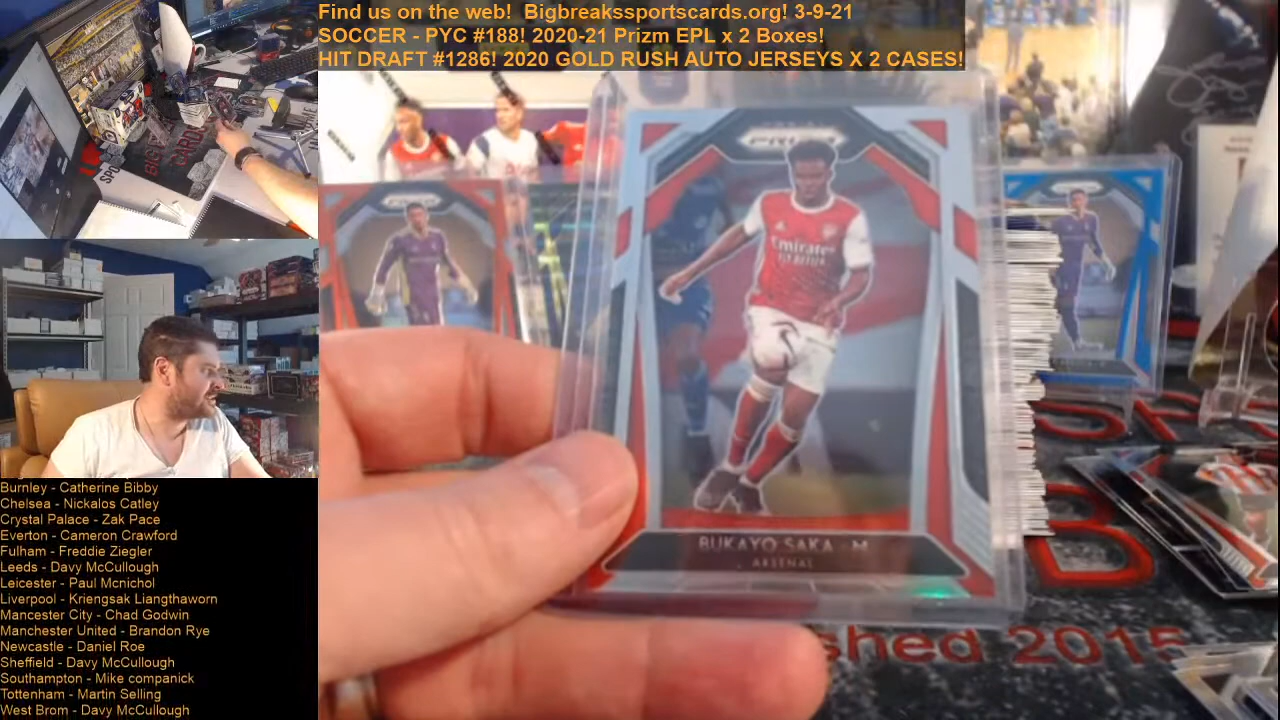 Find us on the web!  Bigbreakssportscards.org! 3-9-21
SOCCER - PYC #188! 2020-21 Prizm EPL x 2 Boxes!
HIT DRAFT #1286! 2020 GOLD RUSH AUTO JERSEYS X 2 CASES!
PRIZM
Emirates
BUKAYO SAKA - M
ARSENAL
shed 2015
Burnley - Catherine Bibby
Chelsea - Nickalos Catley
Crystal Palace - Zak Pace
Everton - Cameron Crawford
Fulham - Freddie Ziegler
Leeds - Davy McCullough
Leicester - Paul Mcnichol
Liverpool - Kriengsak Liangthaworn
Mancester City - Chad Godwin
Manchester United - Brandon Rye
Newcastle - Daniel Roe
Sheffield - Davy McCullough
Southampton - Mike companick
Tottenham - Martin Selling
West Brom - Davy McCullough